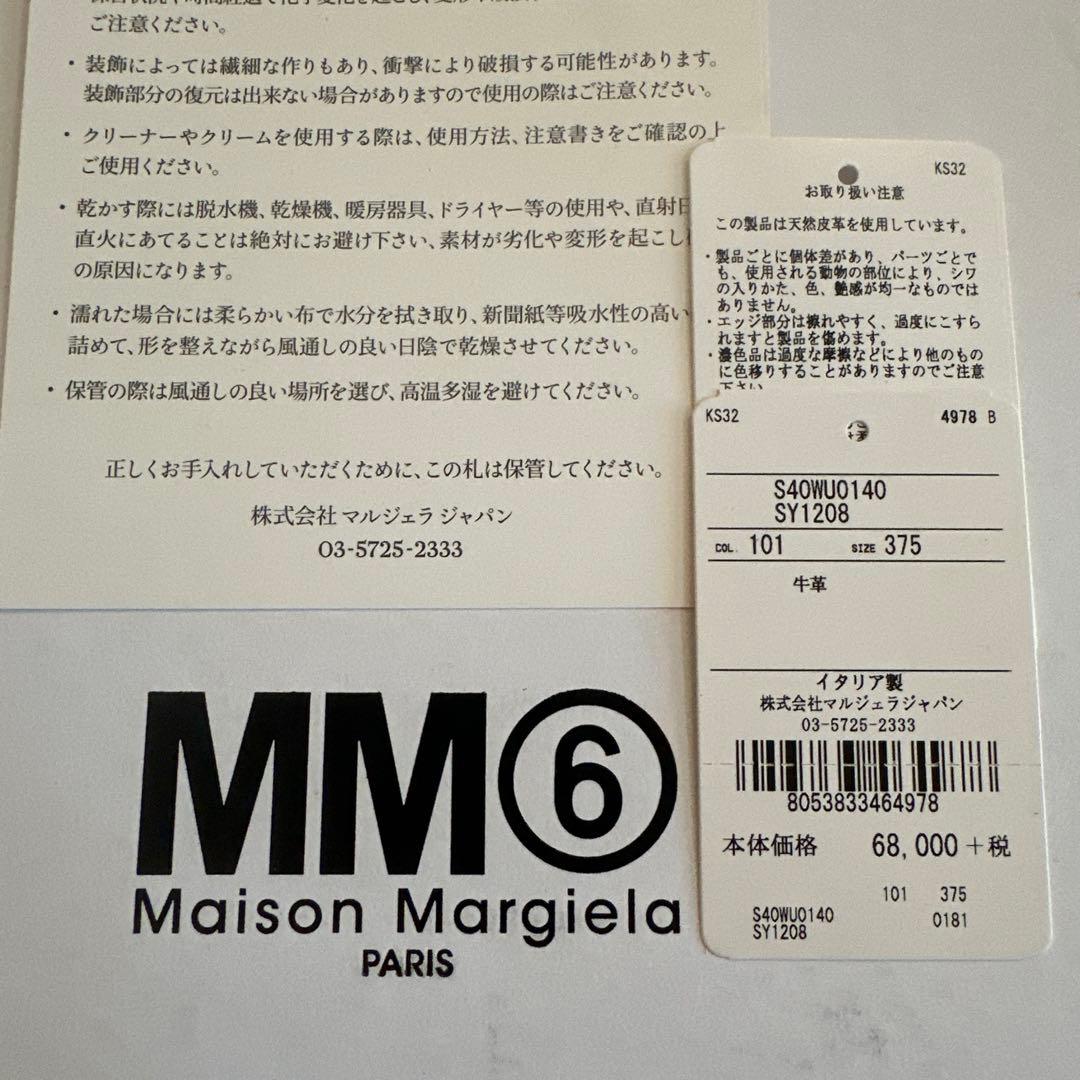 ご注意ください。
・装飾によっては繊細な作りもあり、衝撃により破損する可能性があります。
装飾部分の復元は出来ない場合がありますので使用の際はご注意ください。
・クリーナーやクリームを使用する際は、使用方法、注意書きをご確認の上
ご使用ください。
・乾かす際には脱水機、乾燥機、暖房器具、ドライヤー等の使用や、直射日
直火にあてることは絶対にお避け下さい、素材が劣化や変形を起こし
の原因になります。
・濡れた場合には柔らかい布で水分を拭き取り、新聞紙等吸水性の高い
詰めて、形を整えながら風通しの良い日陰で乾燥させてください。
・保管の際は風通しの良い場所を選び、高温多湿を避けてください。
正しくお手入れしていただくために、この札は保管してください。
株式会社 マルジェラ ジャパン
03-5725-2333
MM⑥
Maison Margiela
PARIS
KS32
お取り扱い注意
この製品は天然皮革を使用しています。
・製品ごとに個体差があり、パーツごとで
も、使用される動物の部位により、シワ
の入りかた、色、艶感が均一なものでは
ありません。
・エッジ部分は擦れやすく、過度にこすら
れますと製品を傷めます。
・濃色品は過度な摩擦などにより他のもの
に色移りすることがありますのでご注意
下さい
KS32 4978 B
S40WU0140
SY1208
COL. 101 SIZE 375
牛革
イタリア製
株式会社マルジェラジャパン
03-5725-2333
8053833464978
本体価格 68,000+税
101 375
S40WU0140 0181
SY1208